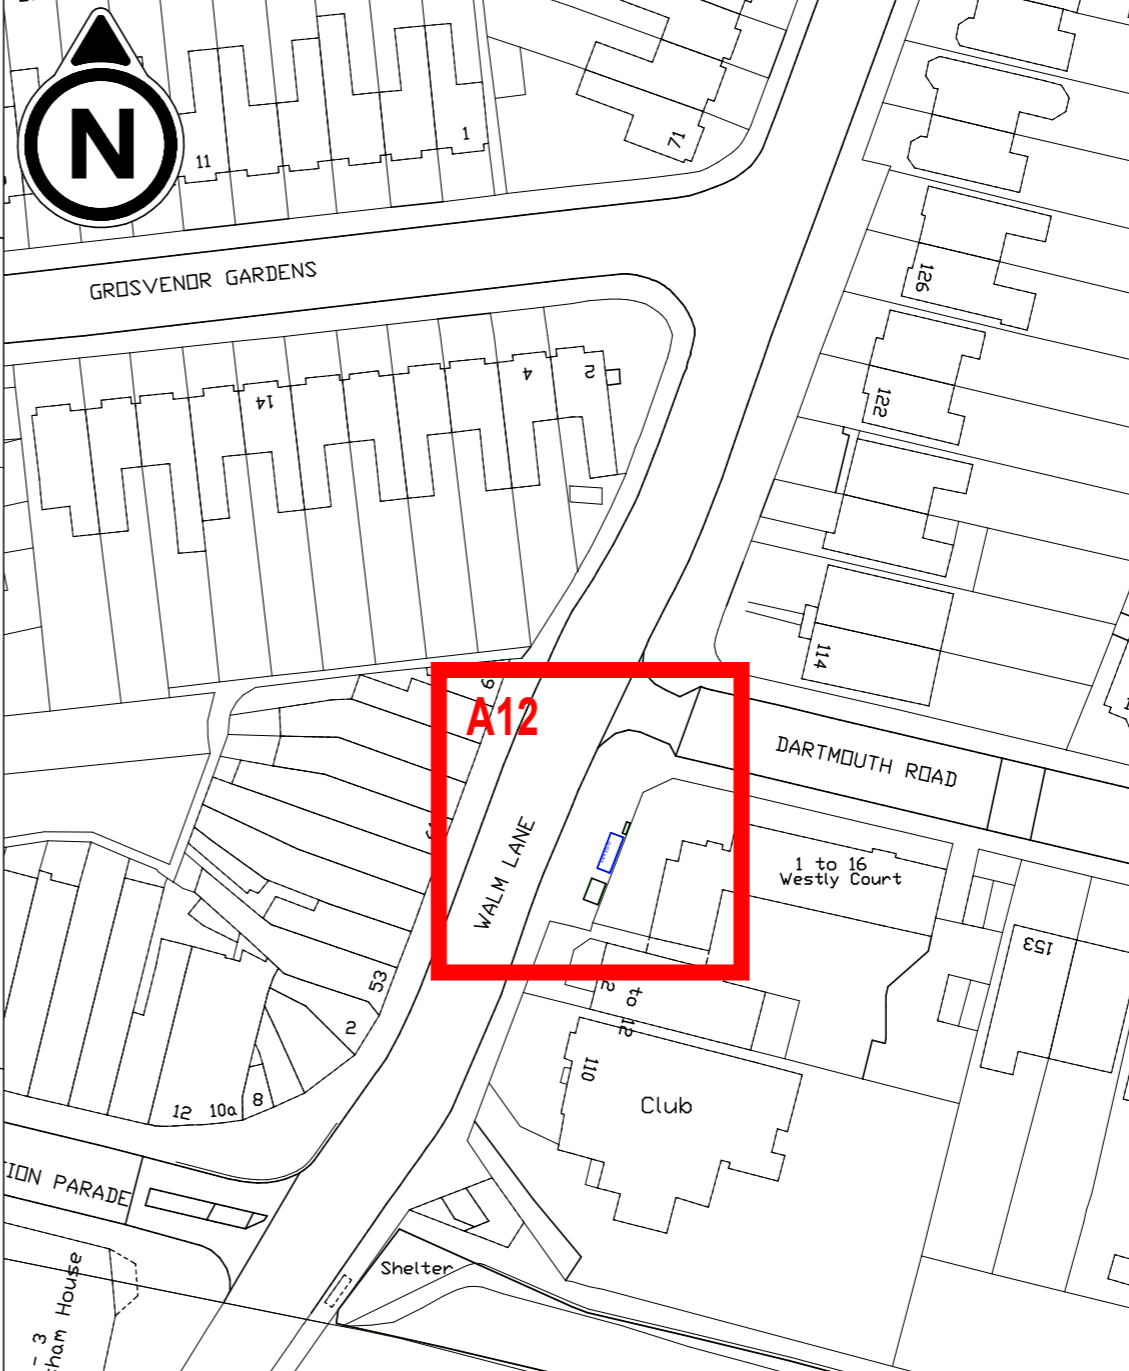 N
11
1
71
GROSVENOR GARDENS
126
14
4
2
122
114
A12
DARTMOUTH ROAD
WALM LANE
1 to 16
Westly Court
153
53
2
to 12
2
110
Club
12
10a
8
ION PARADE
Shelter
- 3
ham House